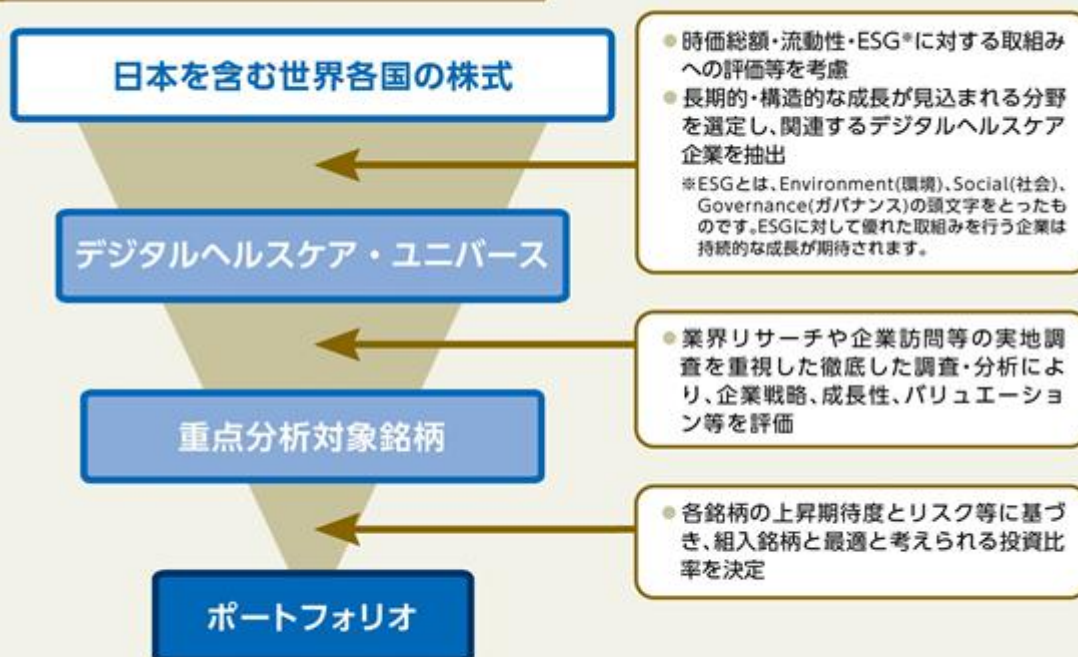 日本を含む世界各国の株式
●時価総額・流動性・ESG※に対する取組み
への評価等を考慮
●長期的・構造的な成長が見込まれる分野
を選定し、関連するデジタルヘルスケア
企業を抽出
※ESGとは、Environment(環境)、Social(社会)、
Governance(ガバナンス)の頭文字をとったも
のです。ESGに対して優れた取組みを行う企業は
持続的な成長が期待されます。
デジタルヘルスケア・ユニバース
●業界リサーチや企業訪問等の実地調
査を重視した徹底した調査・分析によ
り、企業戦略、成長性、バリュエーショ
ン等を評価
重点分析対象銘柄
●各銘柄の上昇期待度とリスク等に基づ
き、組入銘柄と最適と考えられる投資比
率を決定
ポートフォリオ